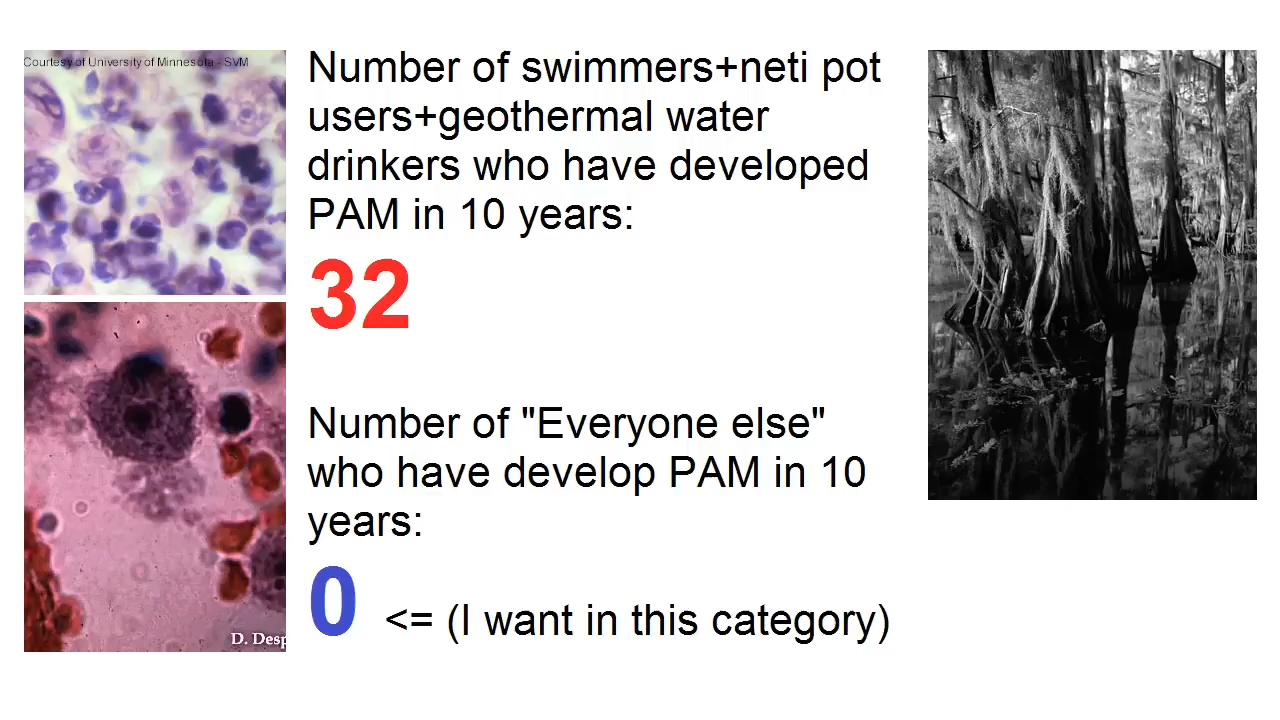 Courtesy of University of Minnesota - SVM
Number of swimmers+neti pot
users+geothermal water
drinkers who have developed
PAM in 10 years:
32
Number of "Everyone else"
who have develop PAM in 10
years:
0 <= (I want in this category)
D. Desp